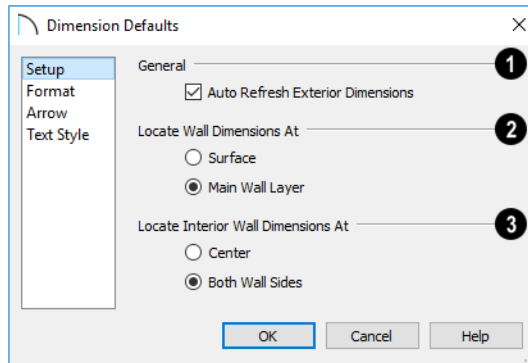 Dimension Defaults
Setup
Format
Arrow
Text Style
General
1
Auto Refresh Exterior Dimensions
Locate Wall Dimensions At
2
Surface
Main Wall Layer
Locate Interior Wall Dimensions At
3
Center
Both Wall Sides
OK
Cancel
Help